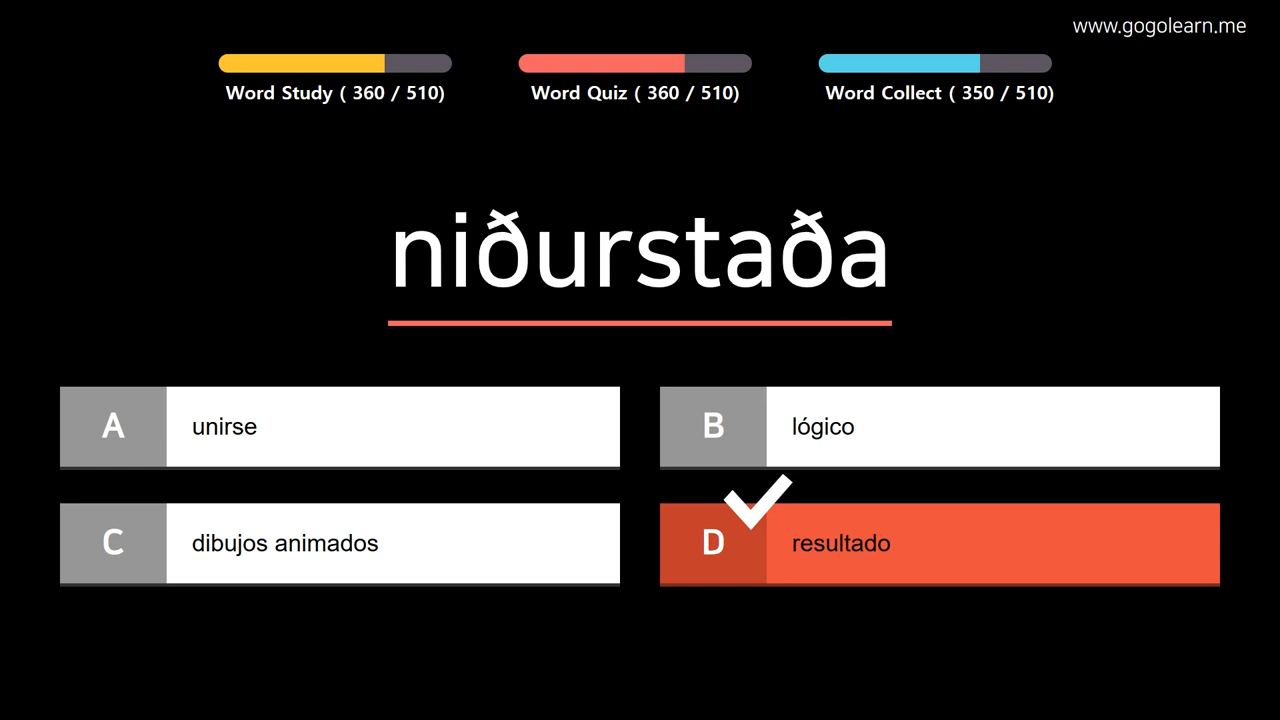 www.gogolearn.me
Word Study ( 360 / 510)
Word Quiz ( 360 / 510)
Word Collect ( 350 / 510)
niðurstaða
A unirse
B lógico
C dibujos animados
D resultado